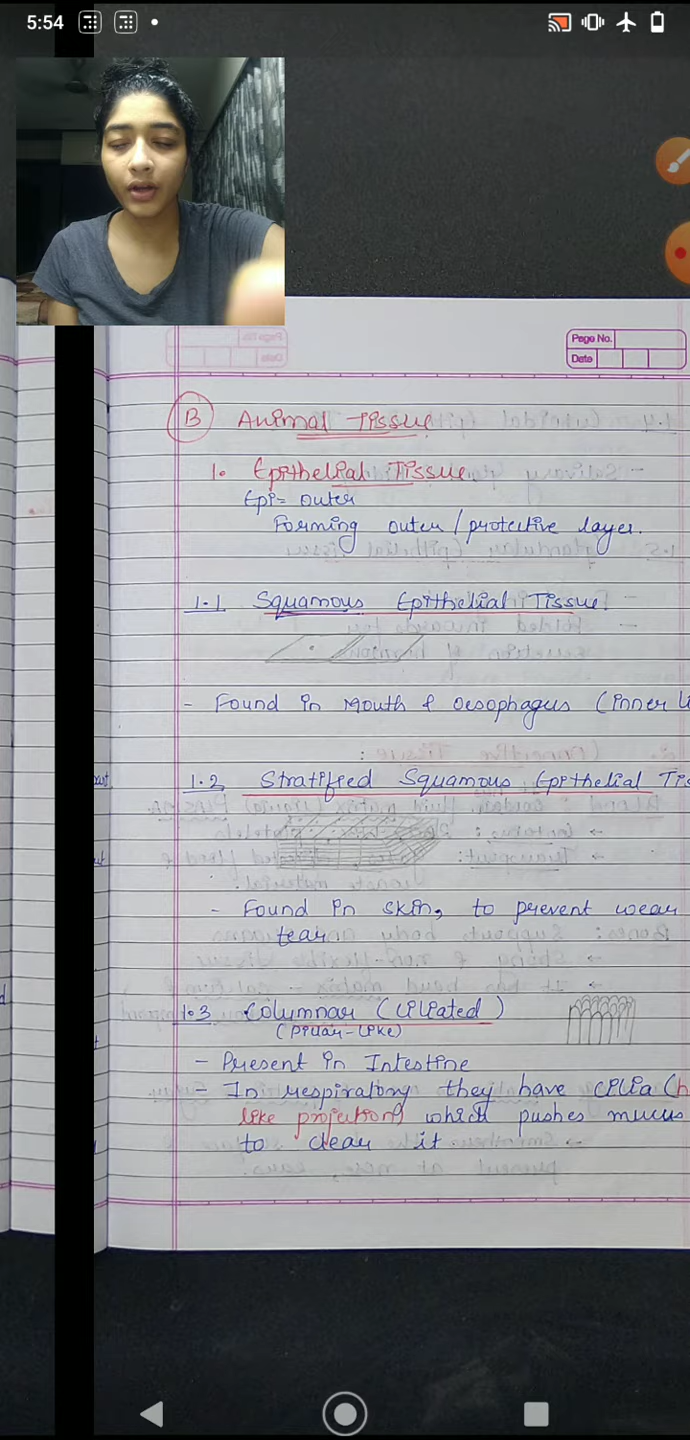 5:54
Page No.
Date
B Animal Tissue
1. Epithelial Tissue
Epi= outer
Forming outer/protective layer.
1.1 Squamous Epithelial Tissue.
- Found in Mouth & Oesophagus (inner
1.2 Stratified Squamous Epithelial
- Found in skin, to prevent wear
tear
1.3 Columnar (Ciliated)
(Pillar-like)
- Present in Intestine
- In respiratory they have cilia (
like projection) which pushes mucus
to clear it